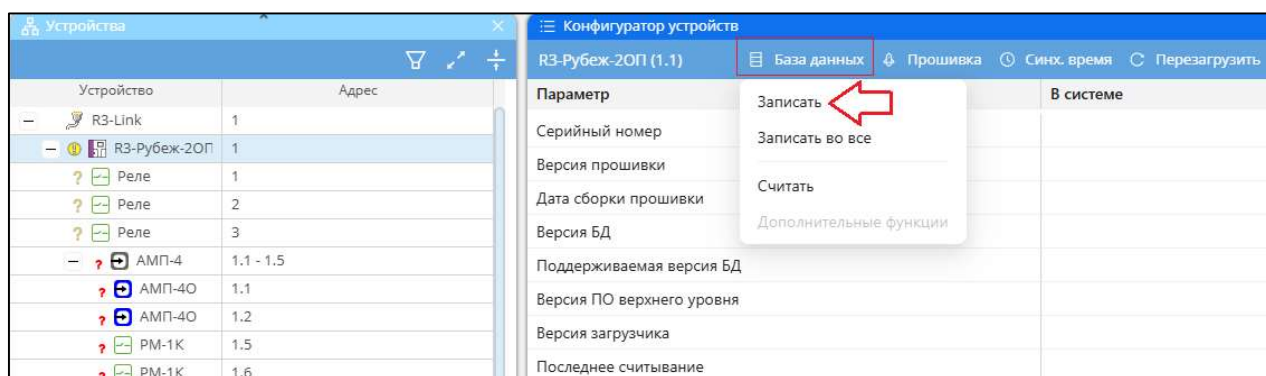 Устройства
Устройство Адрес
R3-Link 1
R3-Рубеж-2ОП 1
? Реле 1
? Реле 2
? Реле 3
? АМП-4 1.1 - 1.5
? АМП-4О 1.1
? АМП-4О 1.2
? РМ-1К 1.5
? РМ-1К 1.6
Конфигуратор устройств
R3-Рубеж-2ОП (1.1) База данных Прошивка Синх. время Перезагрузить
Параметр В системе
Серийный номер
Версия прошивки
Дата сборки прошивки
Версия БД
Поддерживаемая версия БД
Версия ПО верхнего уровня
Версия загрузчика
Последнее считывание
Записать
Записать во все
Считать
Дополнительные функции